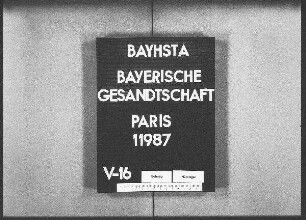 BAYHSTA
BAYERISCHE
GESANDTSCHAFT
PARIS
11987
V-16